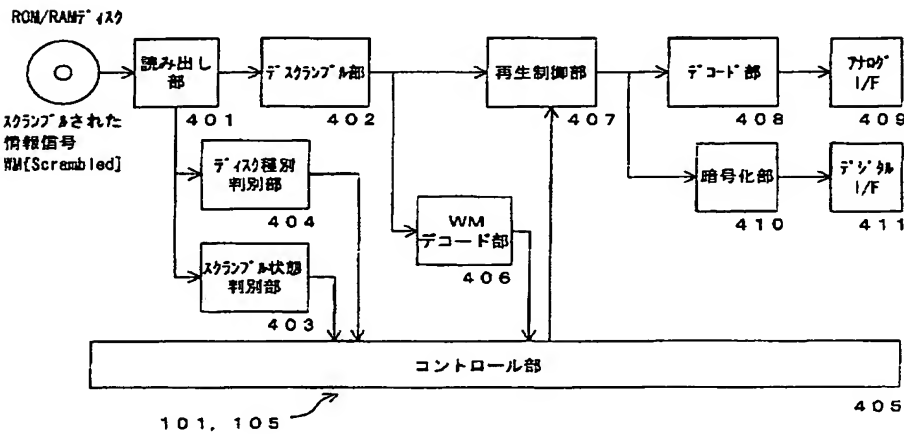 ROM/RAMディスク
スクランブルされた
情報信号
WM[Scrambled]
読み出し
部
401
デスクランブル部
402
再生制御部
407
デコード部
408
アナログ
I/F
409
ディスク種別
判別部
404
暗号化部
410
デジタル
I/F
411
WM
デコード部
406
スクランブル状態
判別部
403
コントロール部
405
101, 105